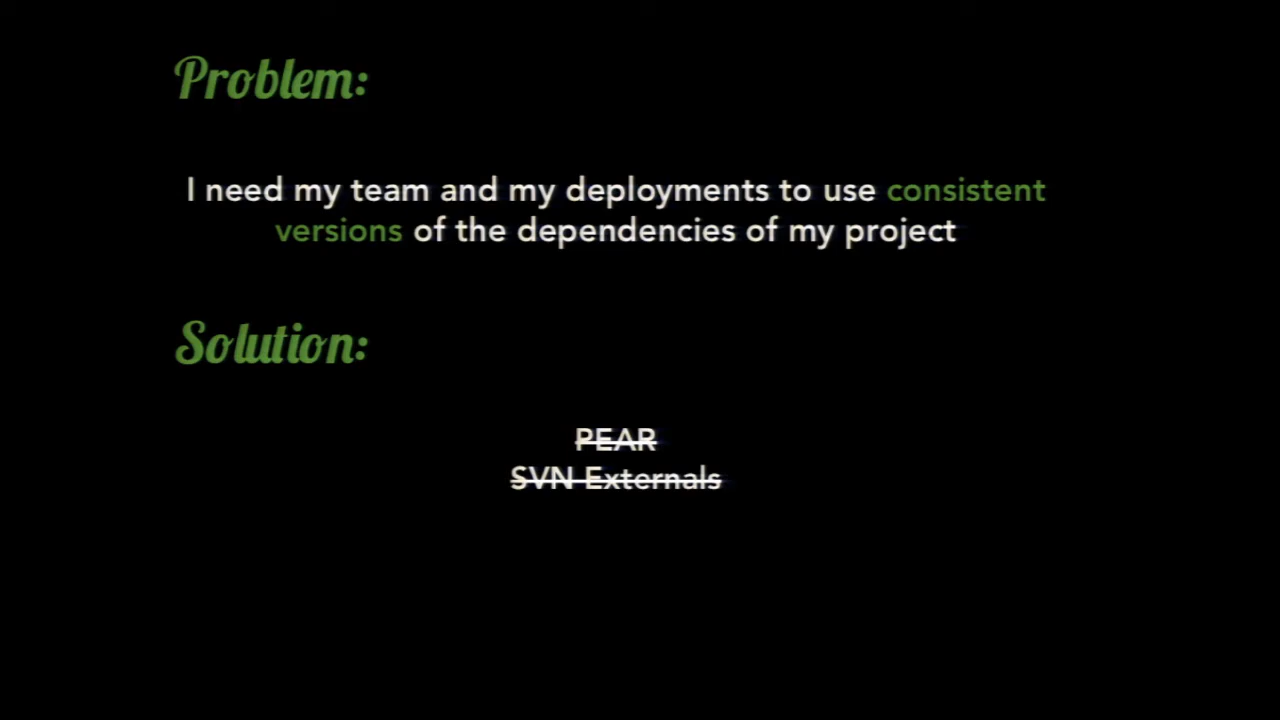 Problem:
I need my team and my deployments to use consistent
versions of the dependencies of my project
Solution:
PEAR
SVN Externals